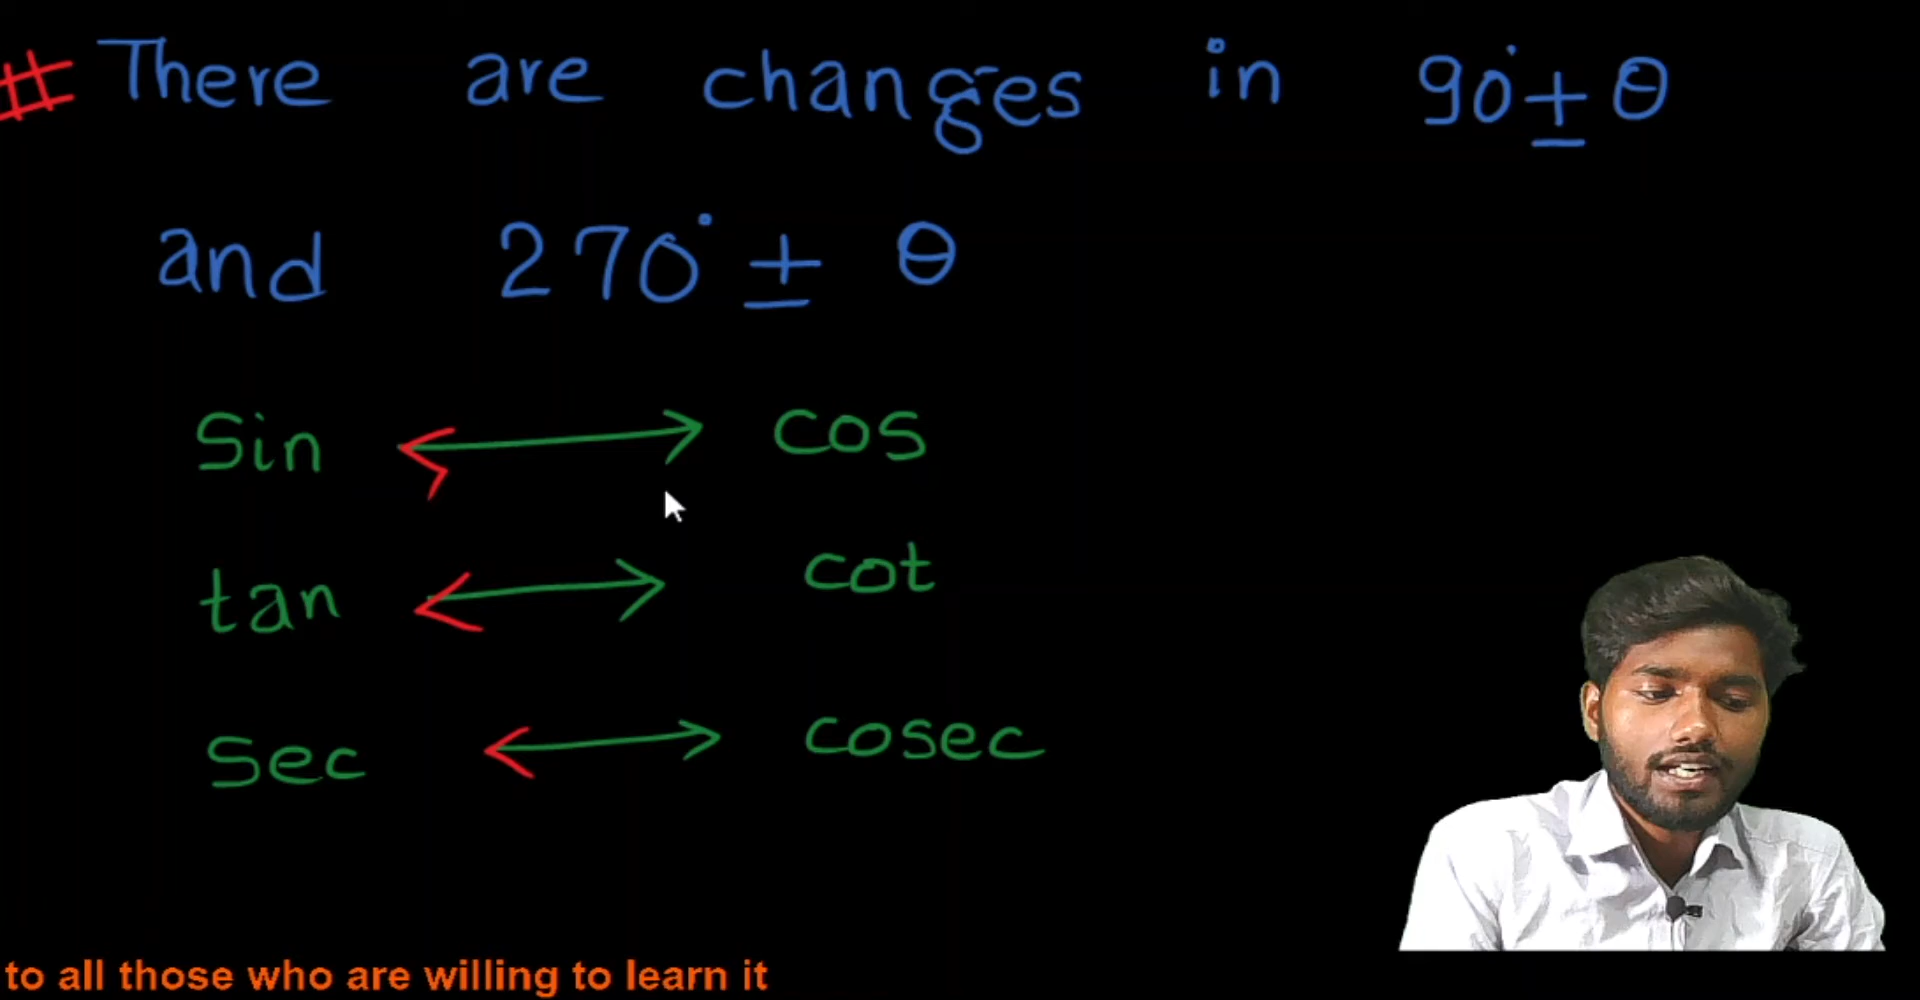 # There are changes in 90° ± θ
and 270° ± θ
Sin ⟷ cos
tan ⟷ cot
Sec ⟷ cosec
to all those who are willing to learn it